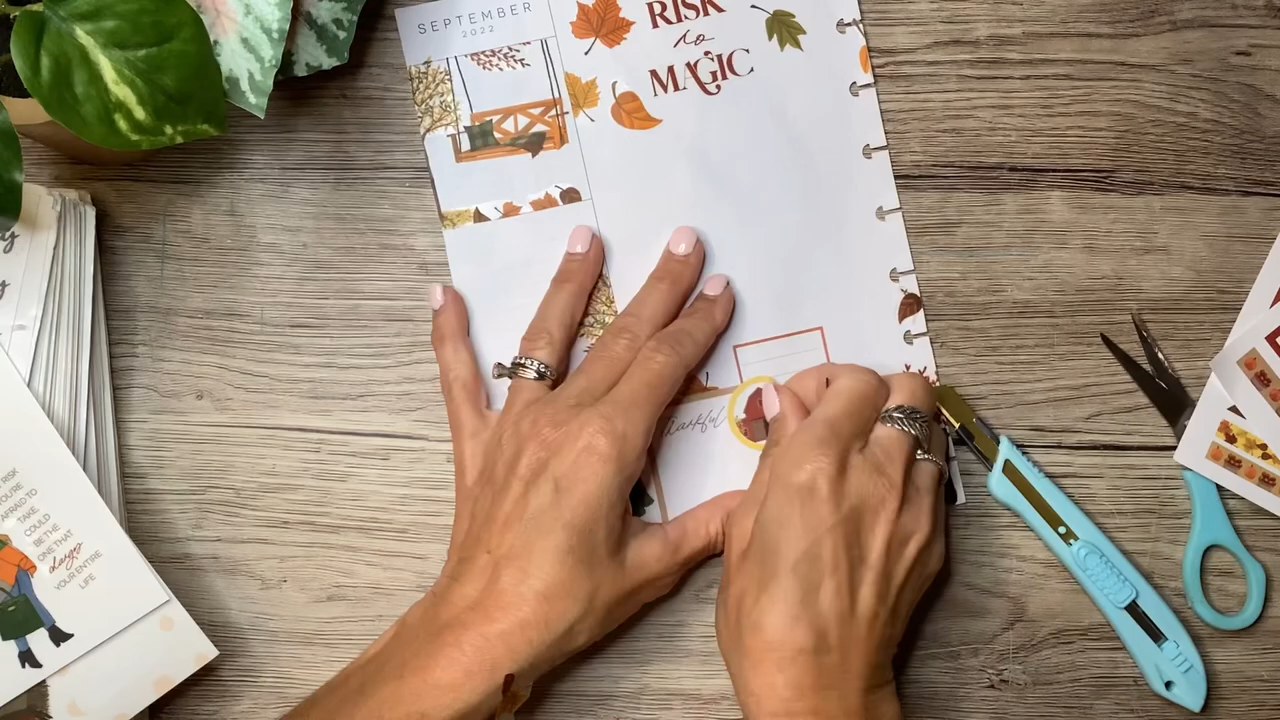 SEPTEMBER
2022
RISK
to
MAGIC
thankful
RISK
YOU'RE
AFRAID TO
TAKE
COULD
BE THE
ONE THAT
changes
YOUR ENTIRE
LIFE